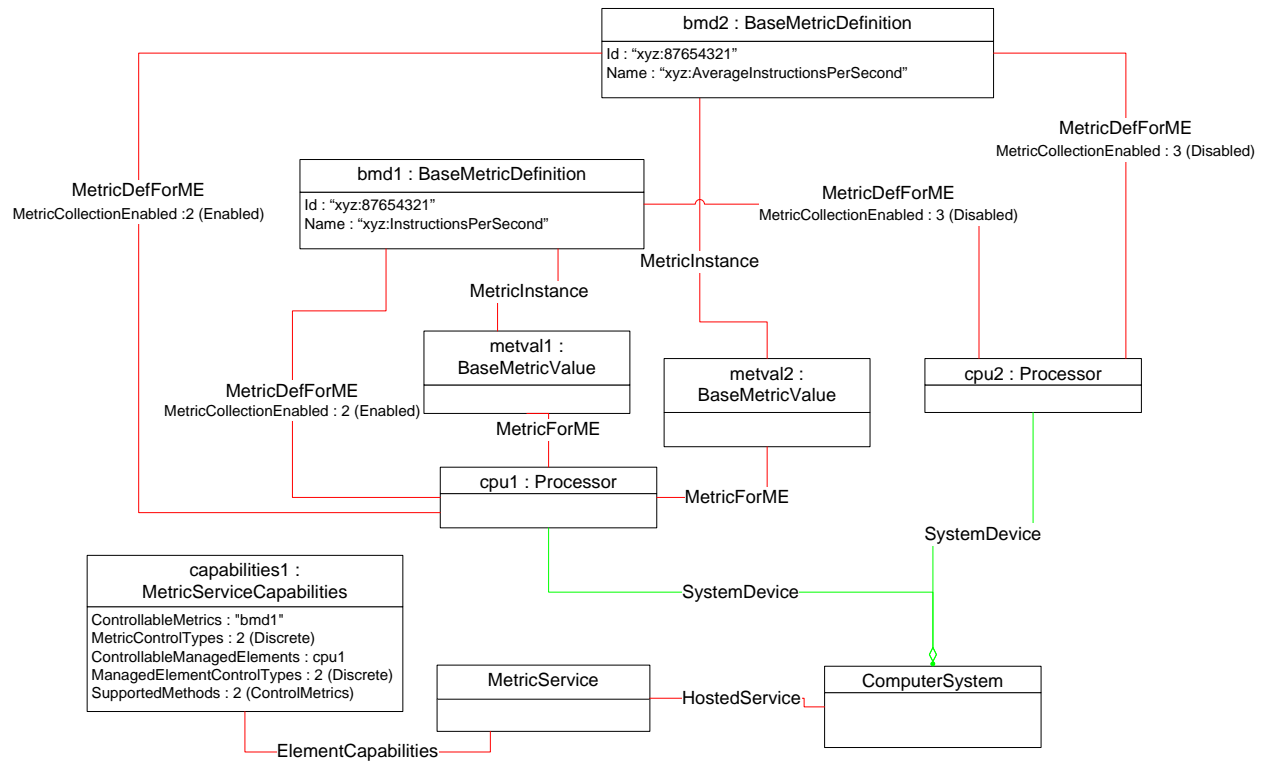 bmd2 : BaseMetricDefinition
Id : “xyz:87654321”
Name : “xyz:AverageInstructionsPerSecond”
MetricDefForME
MetricCollectionEnabled : 3 (Disabled)
bmd1 : BaseMetricDefinition
Id : “xyz:87654321”
Name : “xyz:InstructionsPerSecond”
MetricDefForME
MetricCollectionEnabled :2 (Enabled)
MetricDefForME
MetricCollectionEnabled : 3 (Disabled)
MetricInstance
MetricInstance
metval1 :
BaseMetricValue
metval2 :
BaseMetricValue
cpu2 : Processor
MetricDefForME
MetricCollectionEnabled : 2 (Enabled)
MetricForME
cpu1 : Processor
MetricForME
SystemDevice
capabilities1 :
MetricServiceCapabilities
ControllableMetrics : "bmd1"
MetricControlTypes : 2 (Discrete)
ControllableManagedElements : cpu1
ManagedElementControlTypes : 2 (Discrete)
SupportedMethods : 2 (ControlMetrics)
SystemDevice
MetricService
HostedService
ComputerSystem
ElementCapabilities